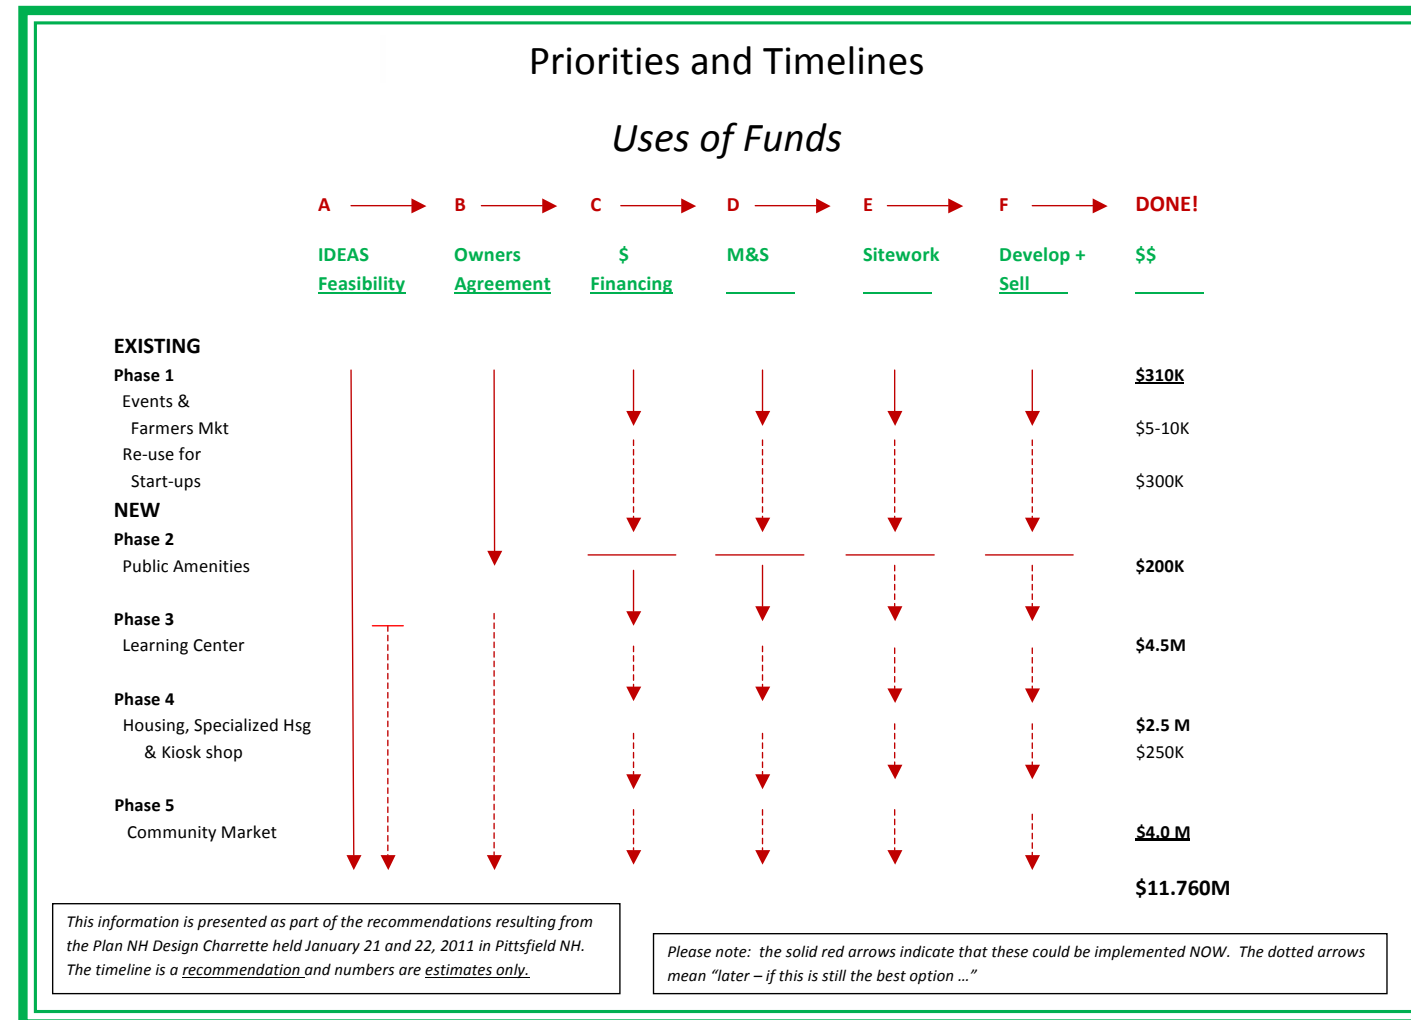 Priorities and Timelines
Uses of Funds
A B C D E F DONE!
IDEAS Owners $ M&S Sitework Develop + $$
Feasibility Agreement Financing Sell
EXISTING
Phase 1 $310K
Events &
Farmers Mkt $5-10K
Re-use for
Start-ups $300K
NEW
Phase 2
Public Amenities $200K
Phase 3
Learning Center $4.5M
Phase 4
Housing, Specialized Hsg $2.5 M
& Kiosk shop $250K
Phase 5
Community Market $4.0 M
$11.760M
This information is presented as part of the recommendations resulting from
the Plan NH Design Charrette held January 21 and 22, 2011 in Pittsfield NH.
The timeline is a recommendation and numbers are estimates only.
Please note: the solid red arrows indicate that these could be implemented NOW. The dotted arrows
mean “later – if this is still the best option …”